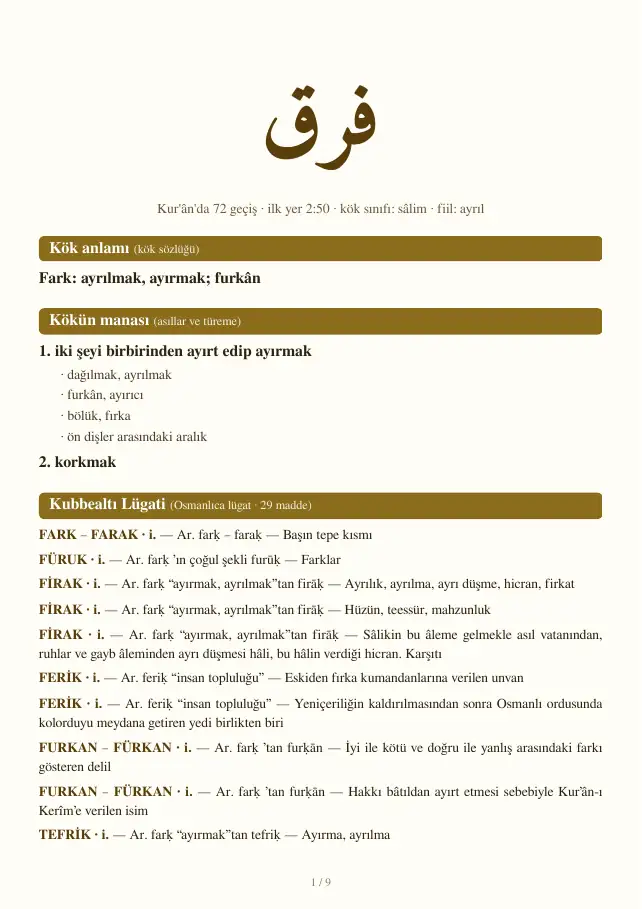 فرق
Kur'ân'da 72 geçiş · ilk yer 2:50 · kök sınıfı: sâlim · fiil: ayrıl
Kök anlamı (kök sözlüğü)
Fark: ayrılmak, ayırmak; furkân
Kökün manası (asıllar ve türeme)
1. iki şeyi birbirinden ayırt edip ayırmak
· dağılmak, ayrılmak
· furkân, ayırıcı
· bölük, fırka
· ön dişler arasındaki aralık
2. korkmak
Kubbealtı Lügati (Osmanlıca lügat · 29 madde)
FARK – FARAK · i. — Ar. farḳ – faraḳ — Başın tepe kısmı
FÜRUK · i. — Ar. farḳ ’ın çoğul şekli furūḳ — Farklar
FİRAK · i. — Ar. farḳ “ayırmak, ayrılmak”tan firāḳ — Ayrılık, ayrılma, ayrı düşme, hicran, firkat
FİRAK · i. — Ar. farḳ “ayırmak, ayrılmak”tan firāḳ — Hüzün, teessür, mahzunluk
FİRAK · i. — Ar. farḳ “ayırmak, ayrılmak”tan firāḳ — Sâlikin bu âleme gelmekle asıl vatanından,
ruhlar ve gayb âleminden ayrı düşmesi hâli, bu hâlin verdiği hicran. Karşıtı
FERİK · i. — Ar. feriḳ “insan topluluğu” — Eskiden fırka kumandanlarına verilen unvan
FERİK · i. — Ar. feriḳ “insan topluluğu” — Yeniçeriliğin kaldırılmasından sonra Osmanlı ordusunda
kolorduyu meydana getiren yedi birlikten biri
FURKAN – FÜRKAN · i. — Ar. farḳ ’tan furḳān — İyi ile kötü ve doğru ile yanlış arasındaki farkı
gösteren delil
FURKAN – FÜRKAN · i. — Ar. farḳ ’tan furḳān — Hakkı bâtıldan ayırt etmesi sebebiyle Kur’ân-ı
Kerîm’e verilen isim
TEFRİK · i. — Ar. farḳ “ayırmak”tan tefriḳ — Ayırma, ayrılma
1 / 9